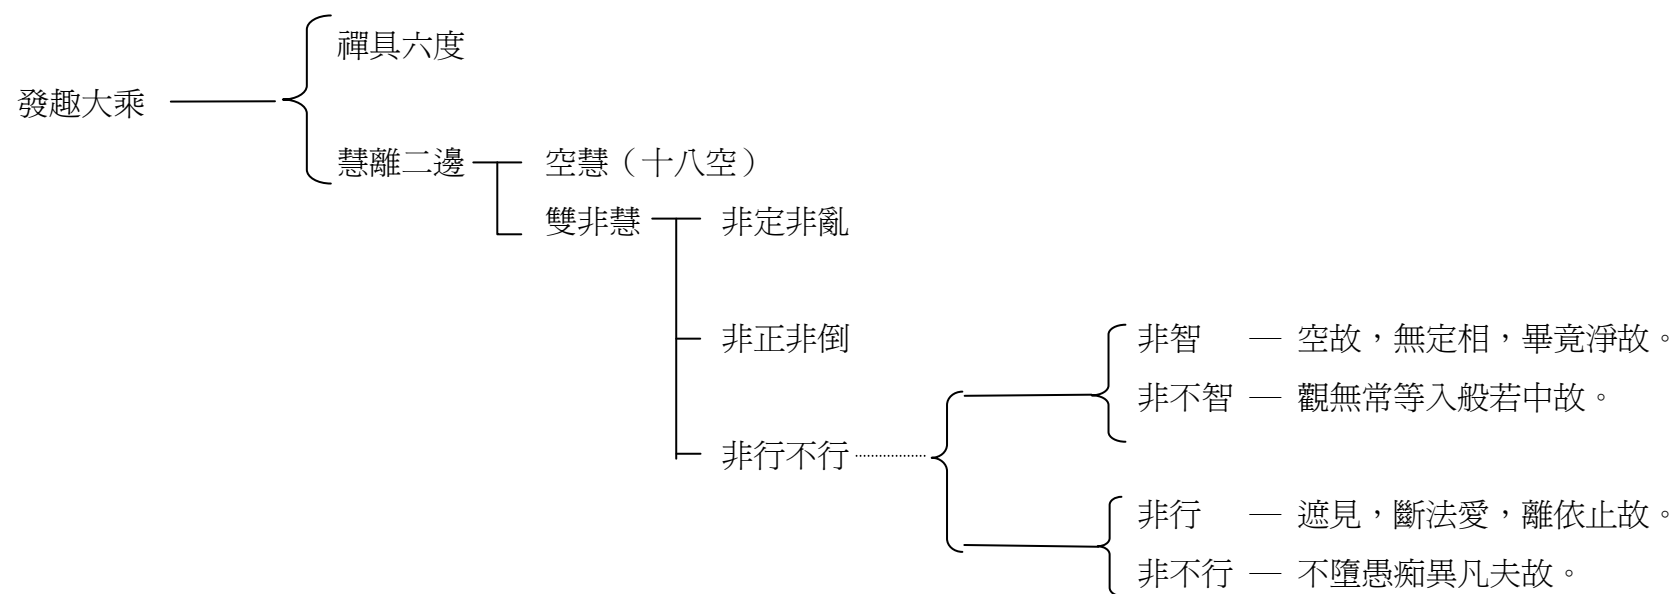 禪具六度
發趣大乘
慧離二邊 空慧（十八空）
雙非慧 非定非亂
非正非倒 非智 — 空故，無定相，畢竟淨故。
非不智 — 觀無常等入般若中故。
非行不行
非行 — 遮見，斷法愛，離依止故。
非不行 — 不墮愚痴異凡夫故。